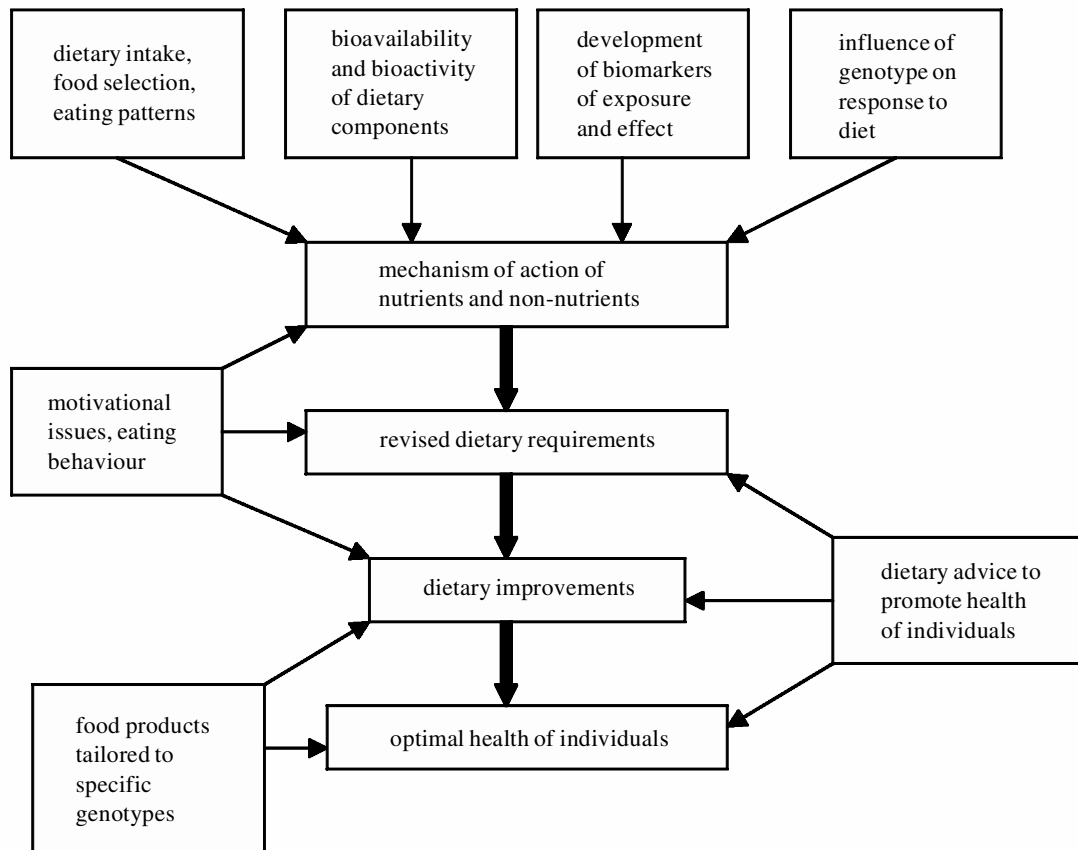 dietary intake,
food selection,
eating patterns
bioavailability
and bioactivity
of dietary
components
development
of biomarkers
of exposure
and effect
influence of
genotype on
response to
diet
mechanism of action of
nutrients and non-nutrients
motivational
issues, eating
behaviour
revised dietary requirements
dietary improvements
dietary advice to
promote health
of individuals
food products
tailored to
specific
genotypes
optimal health of individuals